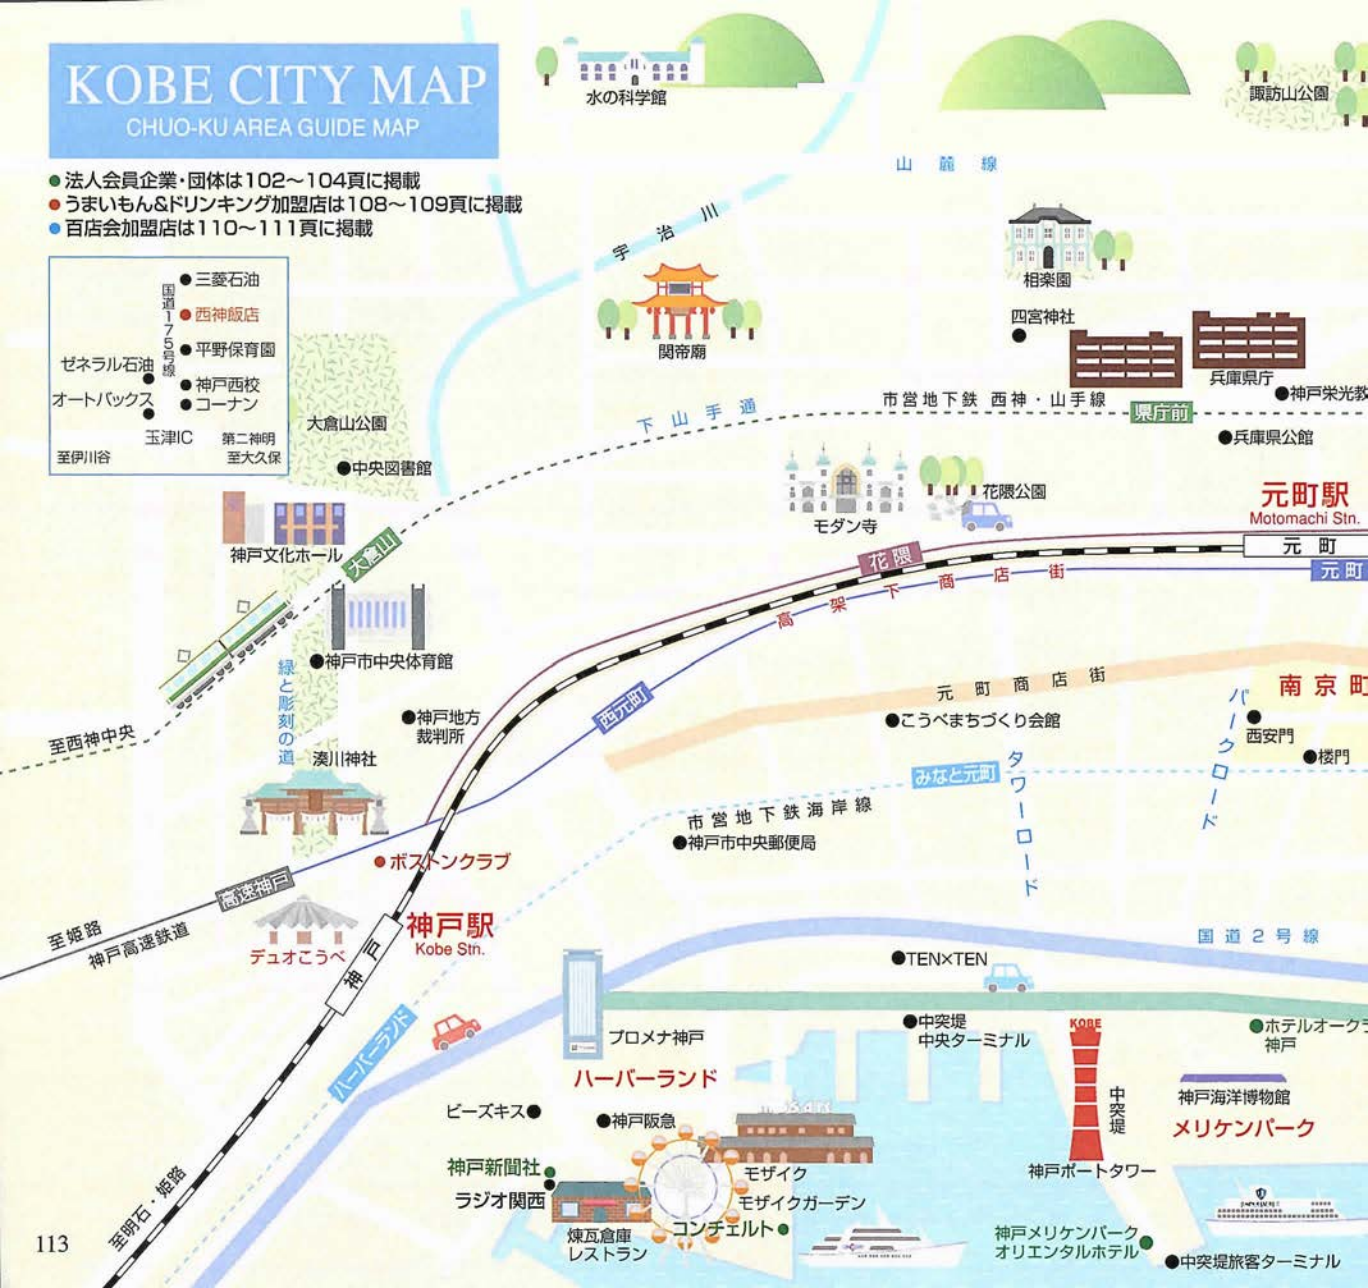 KOBE CITY MAP
CHUO-KU AREA GUIDE MAP
●法人会員企業・団体は102〜104頁に掲載
●うまいもん&ドリンキング加盟店は108〜109頁に掲載
●百店会加盟店は110〜111頁に掲載
国道175号線
三菱石油
西神飯店
平野保育園
ゼネラル石油
神戸西校
オートバックス
コーナン
玉津IC
第二神明
至伊川谷
至大久保
水の科学館
諏訪山公園
山麓線
宇治川
関帝廟
相楽園
四宮神社
兵庫県庁
神戸栄光教
市営地下鉄 西神・山手線
県庁前
兵庫県公館
下山手通
大倉山公園
中央図書館
モダン寺
花隈公園
元町駅
Motomachi Stn.
元町
元町
花隈
高架下商店街
神戸文化ホール
大倉山
神戸市中央体育館
緑と彫刻の道
神戸地方
裁判所
西元町
元町商店街
南京町
こうべまちづくり会館
パークロード
西安門
楼門
至西神中央
湊川神社
みなと元町
タワーロード
市営地下鉄海岸線
神戸市中央郵便局
ボストンクラブ
高速神戸
至姫路
神戸高速鉄道
デュオこうべ
神戸駅
Kobe Stn.
神戸
国道2号線
TEN×TEN
ハーバーランド
プロメナ神戸
中突堤
中央ターミナル
KOBE
ホテルオークラ
神戸
ハーバーランド
中突堤
神戸海洋博物館
メリケンパーク
ビーズキス
神戸阪急
MOSAIC
モザイク
神戸ポートタワー
神戸新聞社
ラジオ関西
モザイクガーデン
コンチェルト
煉瓦倉庫
レストラン
神戸メリケンパーク
オリエンタルホテル
中突堤旅客ターミナル
至明石・姫路
113